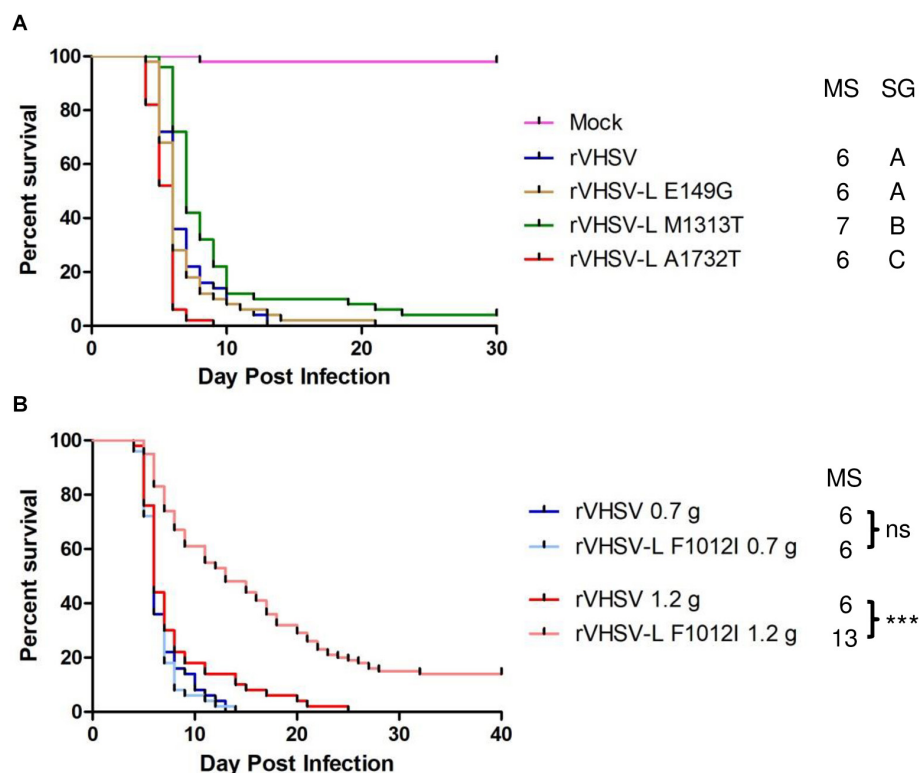 A
100
80
60
40
20
0
Percent survival
0 10 20 30
Day Post Infection
MS SG
Mock
rVHSV 6 A
rVHSV-L E149G 6 A
rVHSV-L M1313T 7 B
rVHSV-L A1732T 6 C
B
100
80
60
40
20
0
Percent survival
0 10 20 30 40
Day Post Infection
MS
rVHSV 0.7 g 6
rVHSV-L F1012I 0.7 g 6
ns
rVHSV 1.2 g 6
rVHSV-L F1012I 1.2 g 13
***